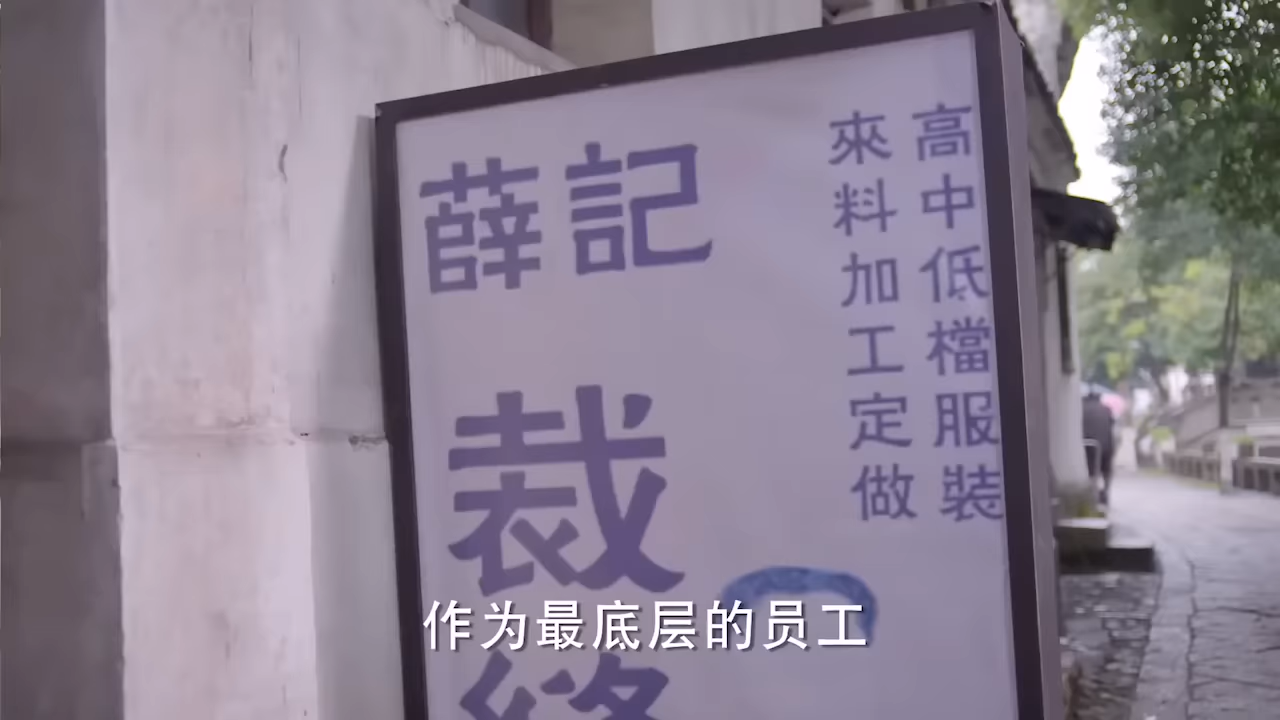 薛記
裁縫
高中低檔服裝
來料加工定做
作为最底层的员工